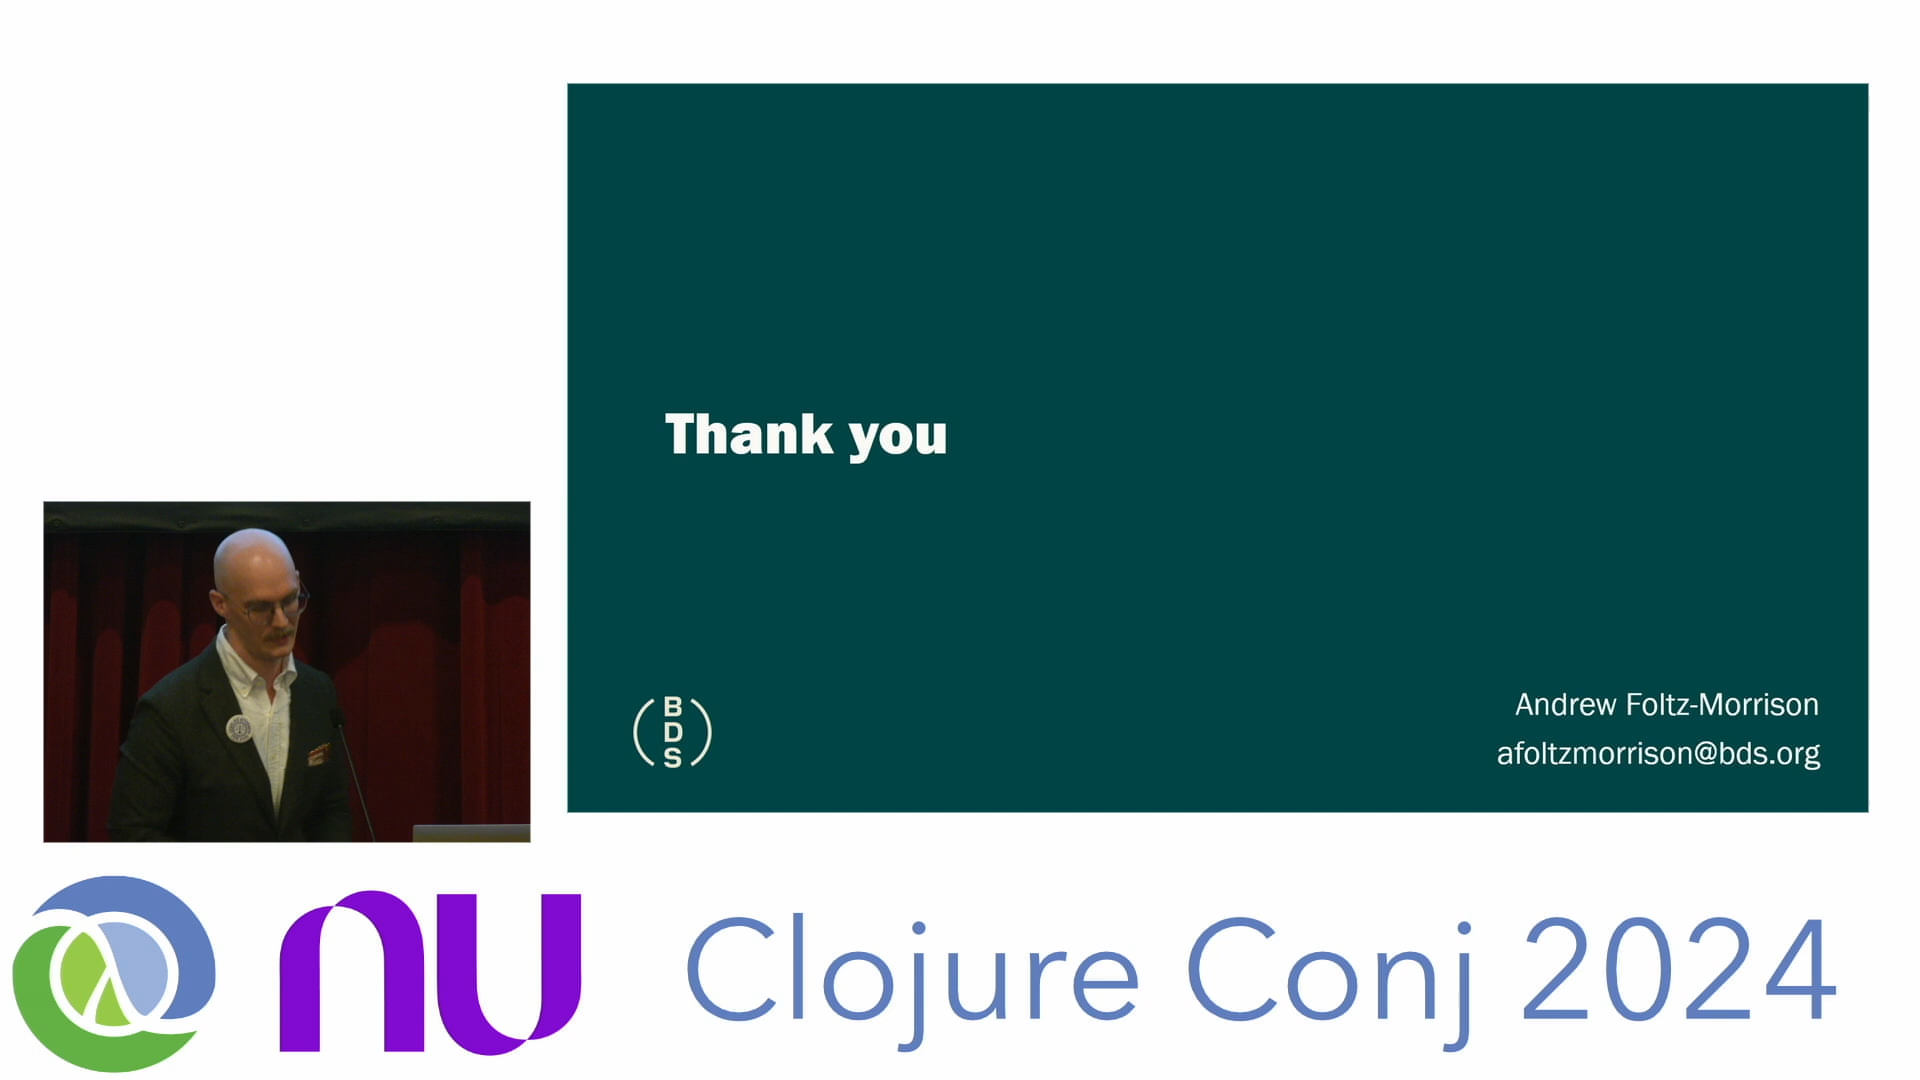 Thank you
B
D
S
Andrew Foltz-Morrison
afoltzmorrison@bds.org
nu
Clojure Conj 2024